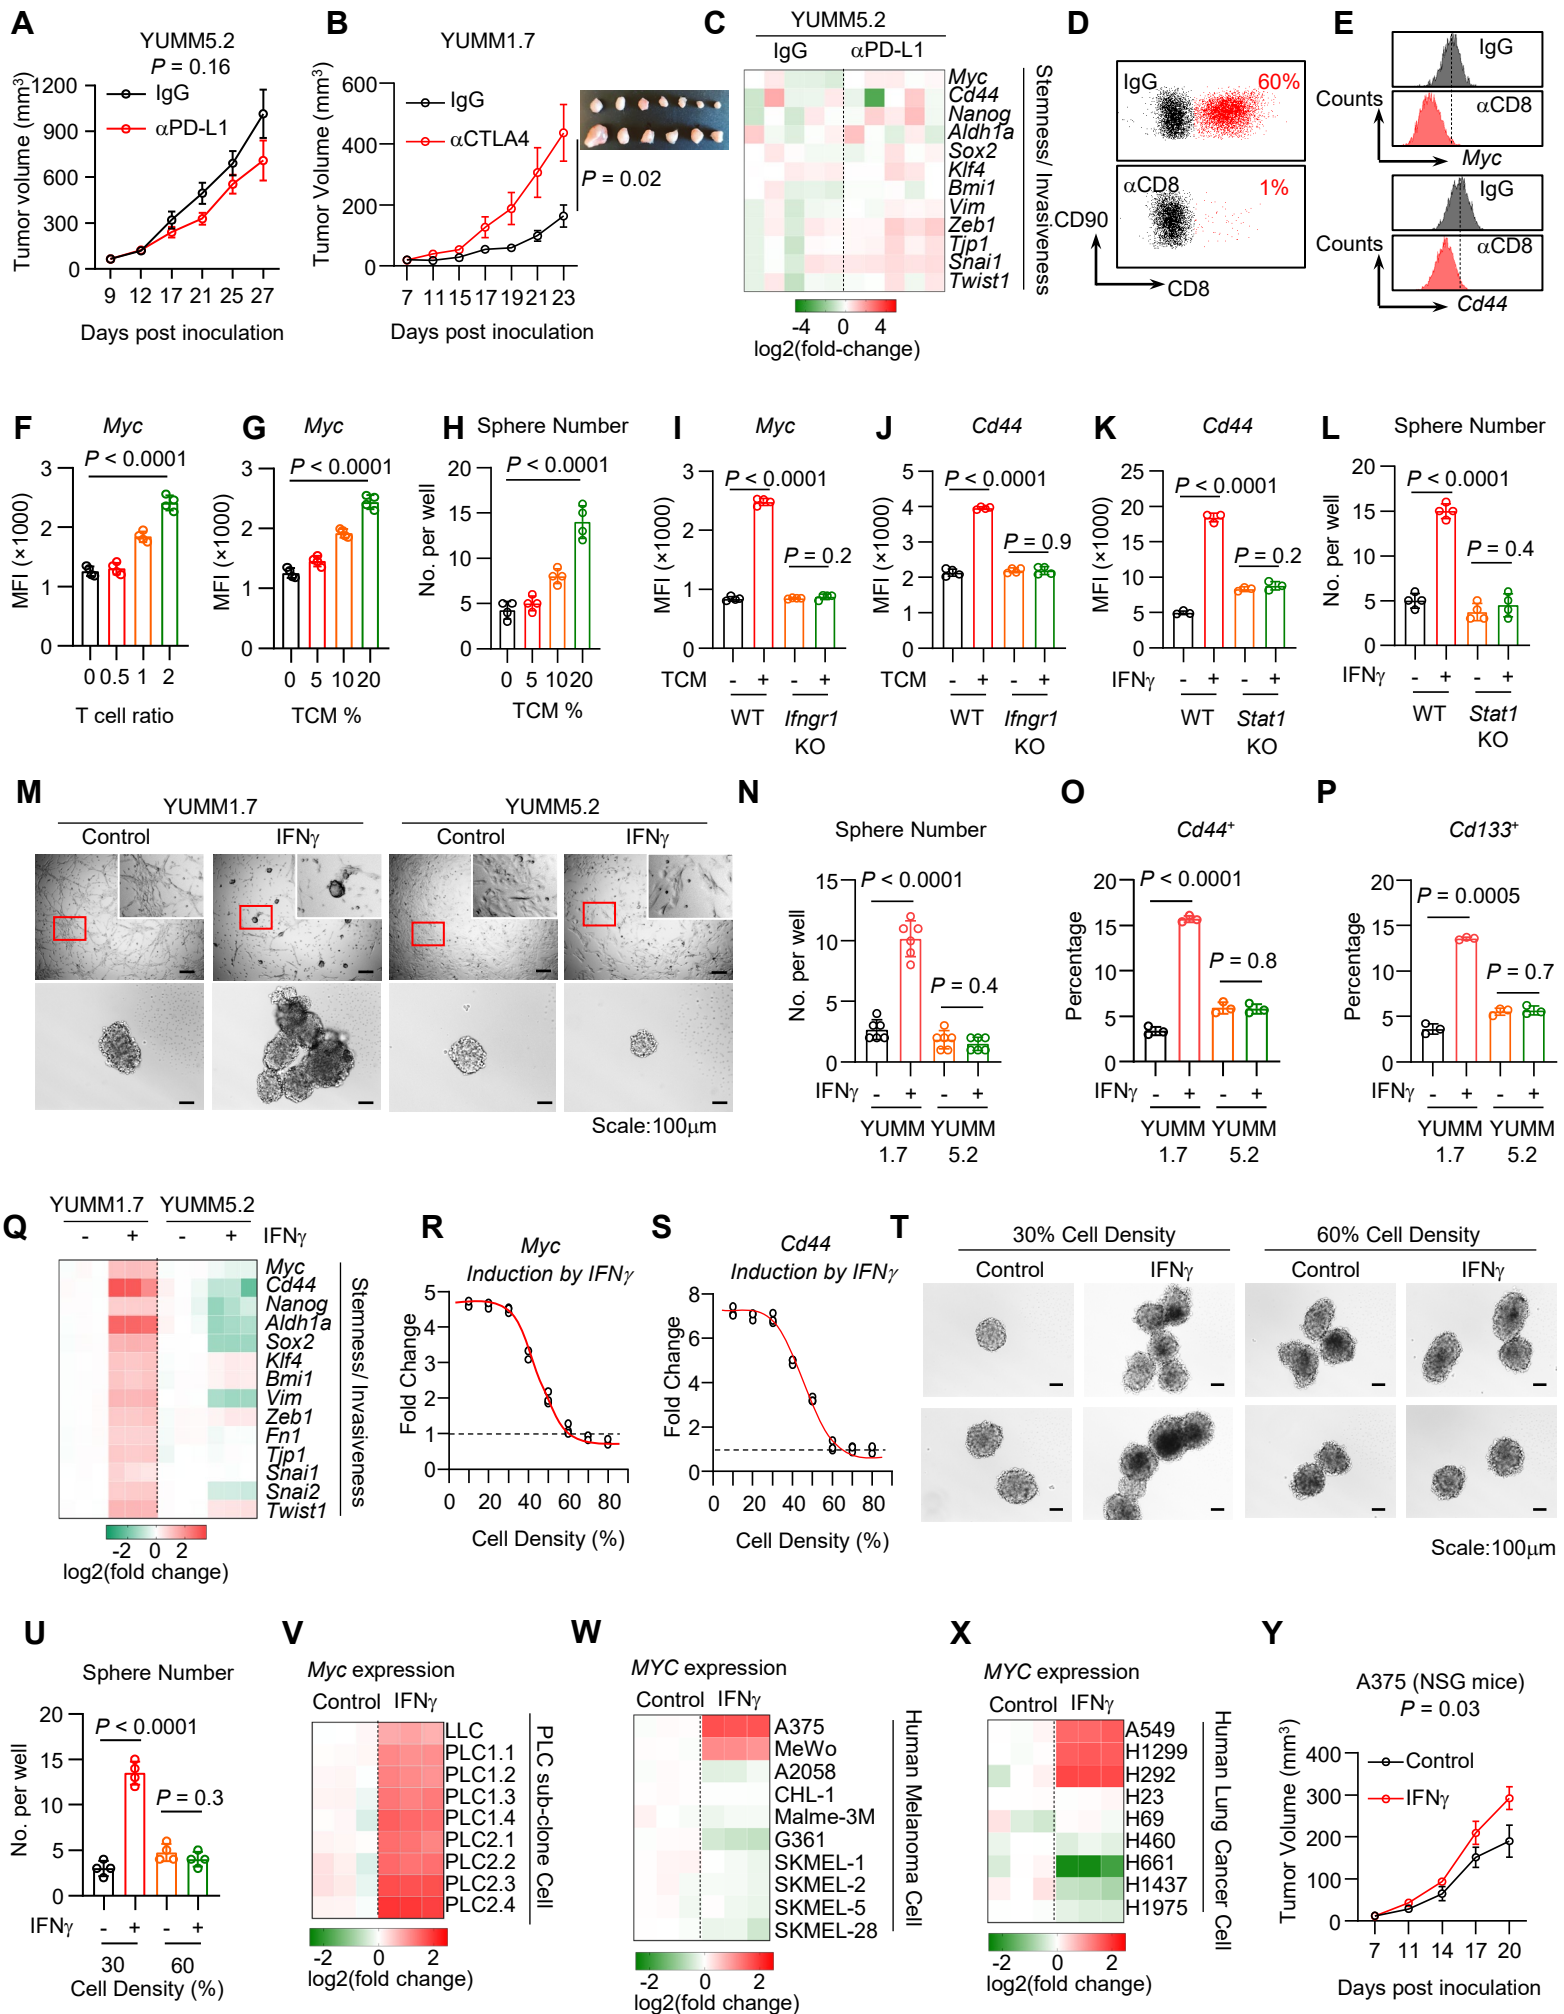 A
YUMM5.2
P = 0.16
IgG
αPD-L1
Tumor volume (mm³)
1200
900
600
300
0
9 12 17 21 25 27
Days post inoculation
B
YUMM1.7
IgG
αCTLA4
P = 0.02
Tumor Volume (mm³)
600
400
200
0
7 11 15 17 19 21 23
Days post inoculation
C
YUMM5.2
IgG αPD-L1
Myc
Cd44
Nanog
Aldh1a
Sox2
Klf4
Bmi1
Vim
Zeb1
Tjp1
Snai1
Twist1
Stemness/ Invasiveness
-4 0 4
log2(fold-change)
D
IgG
60%
αCD8
1%
CD90
CD8
E
IgG
Counts
αCD8
Myc
IgG
Counts
αCD8
Cd44
F
Myc
P < 0.0001
MFI (×1000)
3
2
1
0
0 0.5 1 2
T cell ratio
G
Myc
P < 0.0001
MFI (×1000)
3
2
1
0
0 5 10 20
TCM %
H
Sphere Number
P < 0.0001
No. per well
20
15
10
5
0
0 5 10 20
TCM %
I
Myc
P < 0.0001
P = 0.2
MFI (×1000)
3
2
1
0
TCM - + - +
WT Ifngr1
KO
J
Cd44
P < 0.0001
P = 0.9
MFI (×1000)
5
4
3
2
1
0
TCM - + - +
WT Ifngr1
KO
K
Cd44
P < 0.0001
P = 0.2
MFI (×1000)
25
20
15
10
5
0
IFNγ - + - +
WT Stat1
KO
L
Sphere Number
P < 0.0001
P = 0.4
No. per well
20
15
10
5
0
IFNγ - + - +
WT Stat1
KO
M
YUMM1.7 YUMM5.2
Control IFNγ Control IFNγ
Scale:100μm
N
Sphere Number
P < 0.0001
P = 0.4
No. per well
15
10
5
0
IFNγ - + - +
YUMM YUMM
1.7 5.2
O
Cd44⁺
P < 0.0001
P = 0.8
Percentage
20
15
10
5
0
IFNγ - + - +
YUMM YUMM
1.7 5.2
P
Cd133⁺
P = 0.0005
P = 0.7
Percentage
20
15
10
5
0
IFNγ - + - +
YUMM YUMM
1.7 5.2
Q
YUMM1.7 YUMM5.2
- + - + IFNγ
Myc
Cd44
Nanog
Aldh1a
Sox2
Klf4
Bmi1
Vim
Zeb1
Fn1
Tjp1
Snai1
Snai2
Twist1
Stemness/ Invasiveness
-2 0 2
log2(fold change)
R
Myc
Induction by IFNγ
Fold Change
5
4
3
2
1
0
0 20 40 60 80
Cell Density (%)
S
Cd44
Induction by IFNγ
Fold Change
8
6
4
2
0
0 20 40 60 80
Cell Density (%)
T
30% Cell Density 60% Cell Density
Control IFNγ Control IFNγ
Scale:100μm
U
Sphere Number
P < 0.0001
P = 0.3
No. per well
20
15
10
5
0
IFNγ - + - +
30 60
Cell Density (%)
V
Myc expression
Control IFNγ
LLC
PLC1.1
PLC1.2
PLC1.3
PLC1.4
PLC2.1
PLC2.2
PLC2.3
PLC2.4
PLC sub-clone Cell
-2 0 2
log2(fold change)
W
MYC expression
Control IFNγ
A375
MeWo
A2058
CHL-1
Malme-3M
G361
SKMEL-1
SKMEL-2
SKMEL-5
SKMEL-28
Human Melanoma Cell
-2 0 2
log2(fold change)
X
MYC expression
Control IFNγ
A549
H1299
H292
H23
H69
H460
H661
H1437
H1975
Human Lung Cancer Cell
-2 0 2
log2(fold change)
Y
A375 (NSG mice)
P = 0.03
Control
IFNγ
Tumor Volume (mm³)
400
300
200
100
0
7 11 14 17 20
Days post inoculation